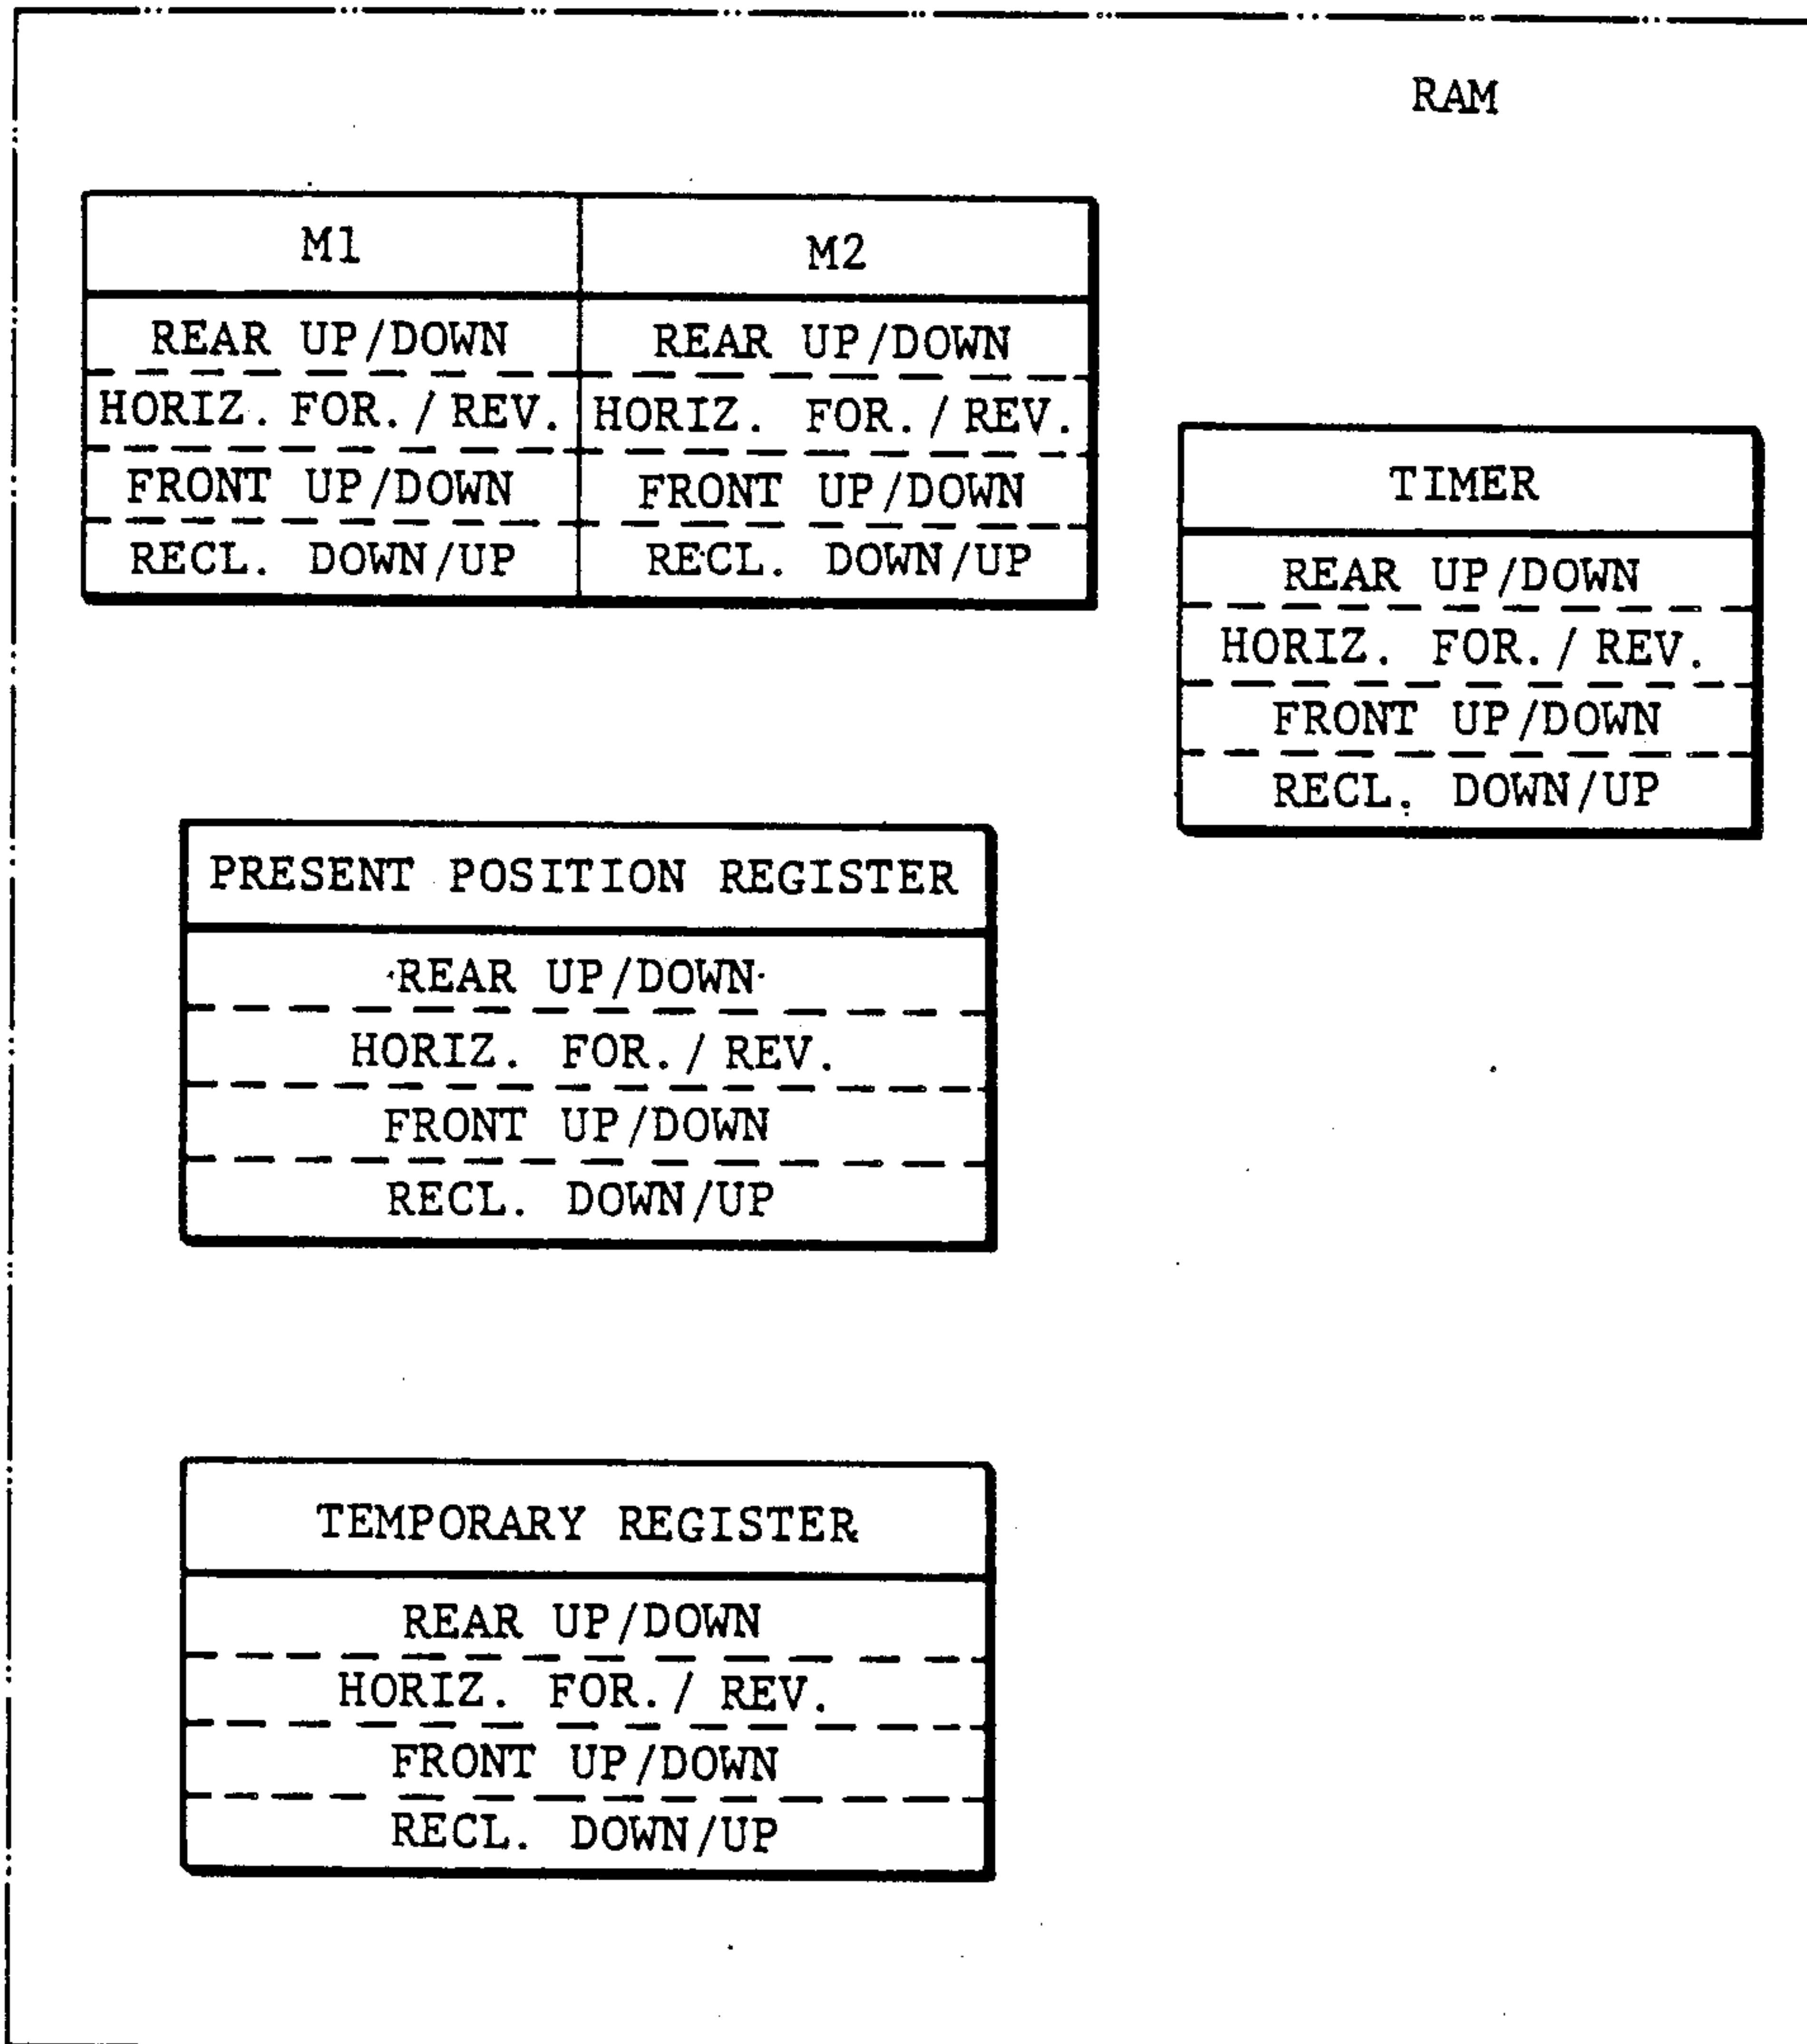 RAM
M1 M2
REAR UP/DOWN REAR UP/DOWN
HORIZ. FOR./REV. HORIZ. FOR./REV.
FRONT UP/DOWN FRONT UP/DOWN
RECL. DOWN/UP RECL. DOWN/UP
TIMER
REAR UP/DOWN
HORIZ. FOR./REV.
FRONT UP/DOWN
RECL. DOWN/UP
PRESENT POSITION REGISTER
REAR UP/DOWN
HORIZ. FOR./REV.
FRONT UP/DOWN
RECL. DOWN/UP
TEMPORARY REGISTER
REAR UP/DOWN
HORIZ. FOR./REV.
FRONT UP/DOWN
RECL. DOWN/UP